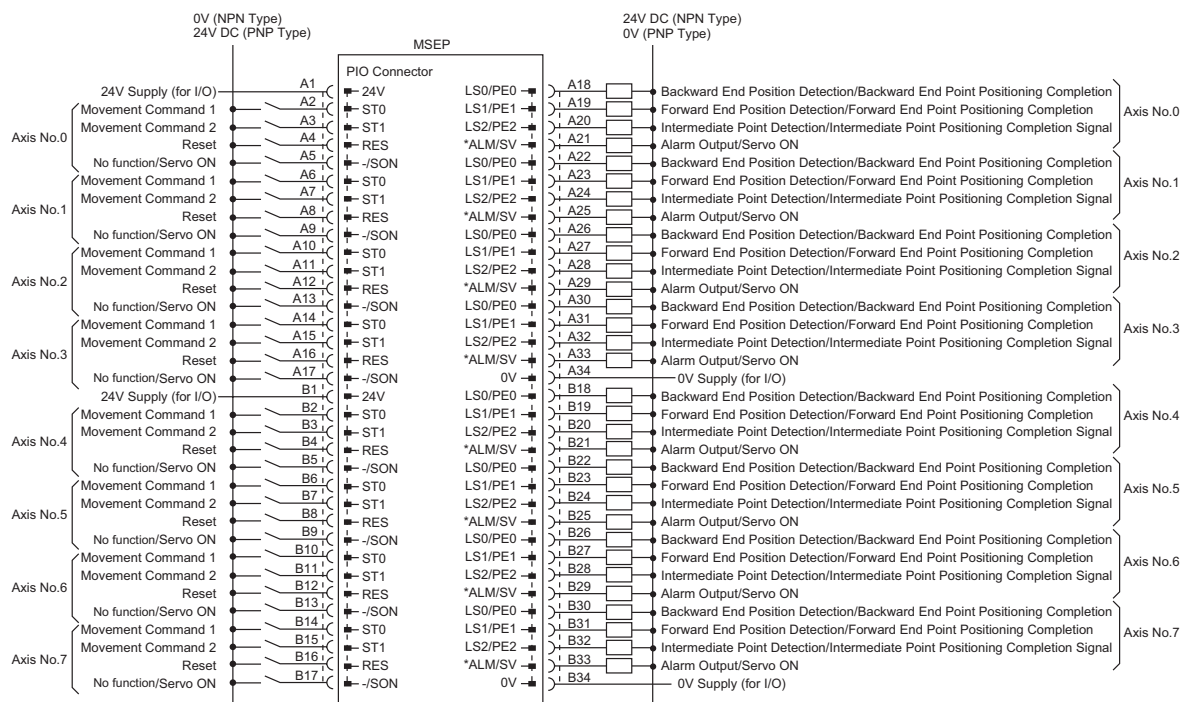 0V (NPN Type)
24V DC (PNP Type)
24V DC (NPN Type)
0V (PNP Type)
MSEP
PIO Connector
24V Supply (for I/O) A1 24V LS0/PE0 A18 Backward End Position Detection/Backward End Point Positioning Completion
Axis No.0 Movement Command 1 A2 ST0 LS1/PE1 A19 Forward End Position Detection/Forward End Point Positioning Completion Axis No.0
Movement Command 2 A3 ST1 LS2/PE2 A20 Intermediate Point Detection/Intermediate Point Positioning Completion Signal
Reset A4 RES *ALM/SV A21 Alarm Output/Servo ON
No function/Servo ON A5 -/SON LS0/PE0 A22 Backward End Position Detection/Backward End Point Positioning Completion
Axis No.1 Movement Command 1 A6 ST0 LS1/PE1 A23 Forward End Position Detection/Forward End Point Positioning Completion Axis No.1
Movement Command 2 A7 ST1 LS2/PE2 A24 Intermediate Point Detection/Intermediate Point Positioning Completion Signal
Reset A8 RES *ALM/SV A25 Alarm Output/Servo ON
No function/Servo ON A9 -/SON LS0/PE0 A26 Backward End Position Detection/Backward End Point Positioning Completion
Axis No.2 Movement Command 1 A10 ST0 LS1/PE1 A27 Forward End Position Detection/Forward End Point Positioning Completion Axis No.2
Movement Command 2 A11 ST1 LS2/PE2 A28 Intermediate Point Detection/Intermediate Point Positioning Completion Signal
Reset A12 RES *ALM/SV A29 Alarm Output/Servo ON
No function/Servo ON A13 -/SON LS0/PE0 A30 Backward End Position Detection/Backward End Point Positioning Completion
Axis No.3 Movement Command 1 A14 ST0 LS1/PE1 A31 Forward End Position Detection/Forward End Point Positioning Completion Axis No.3
Movement Command 2 A15 ST1 LS2/PE2 A32 Intermediate Point Detection/Intermediate Point Positioning Completion Signal
Reset A16 RES *ALM/SV A33 Alarm Output/Servo ON
No function/Servo ON A17 -/SON 0V A34 0V Supply (for I/O)
24V Supply (for I/O) B1 24V LS0/PE0 B18 Backward End Position Detection/Backward End Point Positioning Completion
Axis No.4 Movement Command 1 B2 ST0 LS1/PE1 B19 Forward End Position Detection/Forward End Point Positioning Completion Axis No.4
Movement Command 2 B3 ST1 LS2/PE2 B20 Intermediate Point Detection/Intermediate Point Positioning Completion Signal
Reset B4 RES *ALM/SV B21 Alarm Output/Servo ON
No function/Servo ON B5 -/SON LS0/PE0 B22 Backward End Position Detection/Backward End Point Positioning Completion
Axis No.5 Movement Command 1 B6 ST0 LS1/PE1 B23 Forward End Position Detection/Forward End Point Positioning Completion Axis No.5
Movement Command 2 B7 ST1 LS2/PE2 B24 Intermediate Point Detection/Intermediate Point Positioning Completion Signal
Reset B8 RES *ALM/SV B25 Alarm Output/Servo ON
No function/Servo ON B9 -/SON LS0/PE0 B26 Backward End Position Detection/Backward End Point Positioning Completion
Axis No.6 Movement Command 1 B10 ST0 LS1/PE1 B27 Forward End Position Detection/Forward End Point Positioning Completion Axis No.6
Movement Command 2 B11 ST1 LS2/PE2 B28 Intermediate Point Detection/Intermediate Point Positioning Completion Signal
Reset B12 RES *ALM/SV B29 Alarm Output/Servo ON
No function/Servo ON B13 -/SON LS0/PE0 B30 Backward End Position Detection/Backward End Point Positioning Completion
Axis No.7 Movement Command 1 B14 ST0 LS1/PE1 B31 Forward End Position Detection/Forward End Point Positioning Completion Axis No.7
Movement Command 2 B15 ST1 LS2/PE2 B32 Intermediate Point Detection/Intermediate Point Positioning Completion Signal
Reset B16 RES *ALM/SV B33 Alarm Output/Servo ON
No function/Servo ON B17 -/SON 0V B34 0V Supply (for I/O)